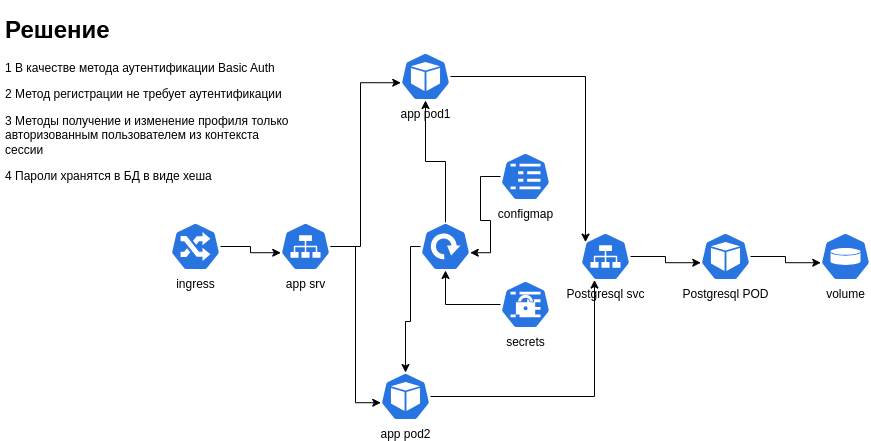 Решение
1 В качестве метода аутентификации Basic Auth
2 Метод регистрации не требует аутентификации
3 Методы получение и изменение профиля только
авторизованным пользователем из контекста
сессии
4 Пароли хранятся в БД в виде хеша
app pod1
configmap
ingress
app srv
Postgresql svc
Postgresql POD
volume
secrets
app pod2